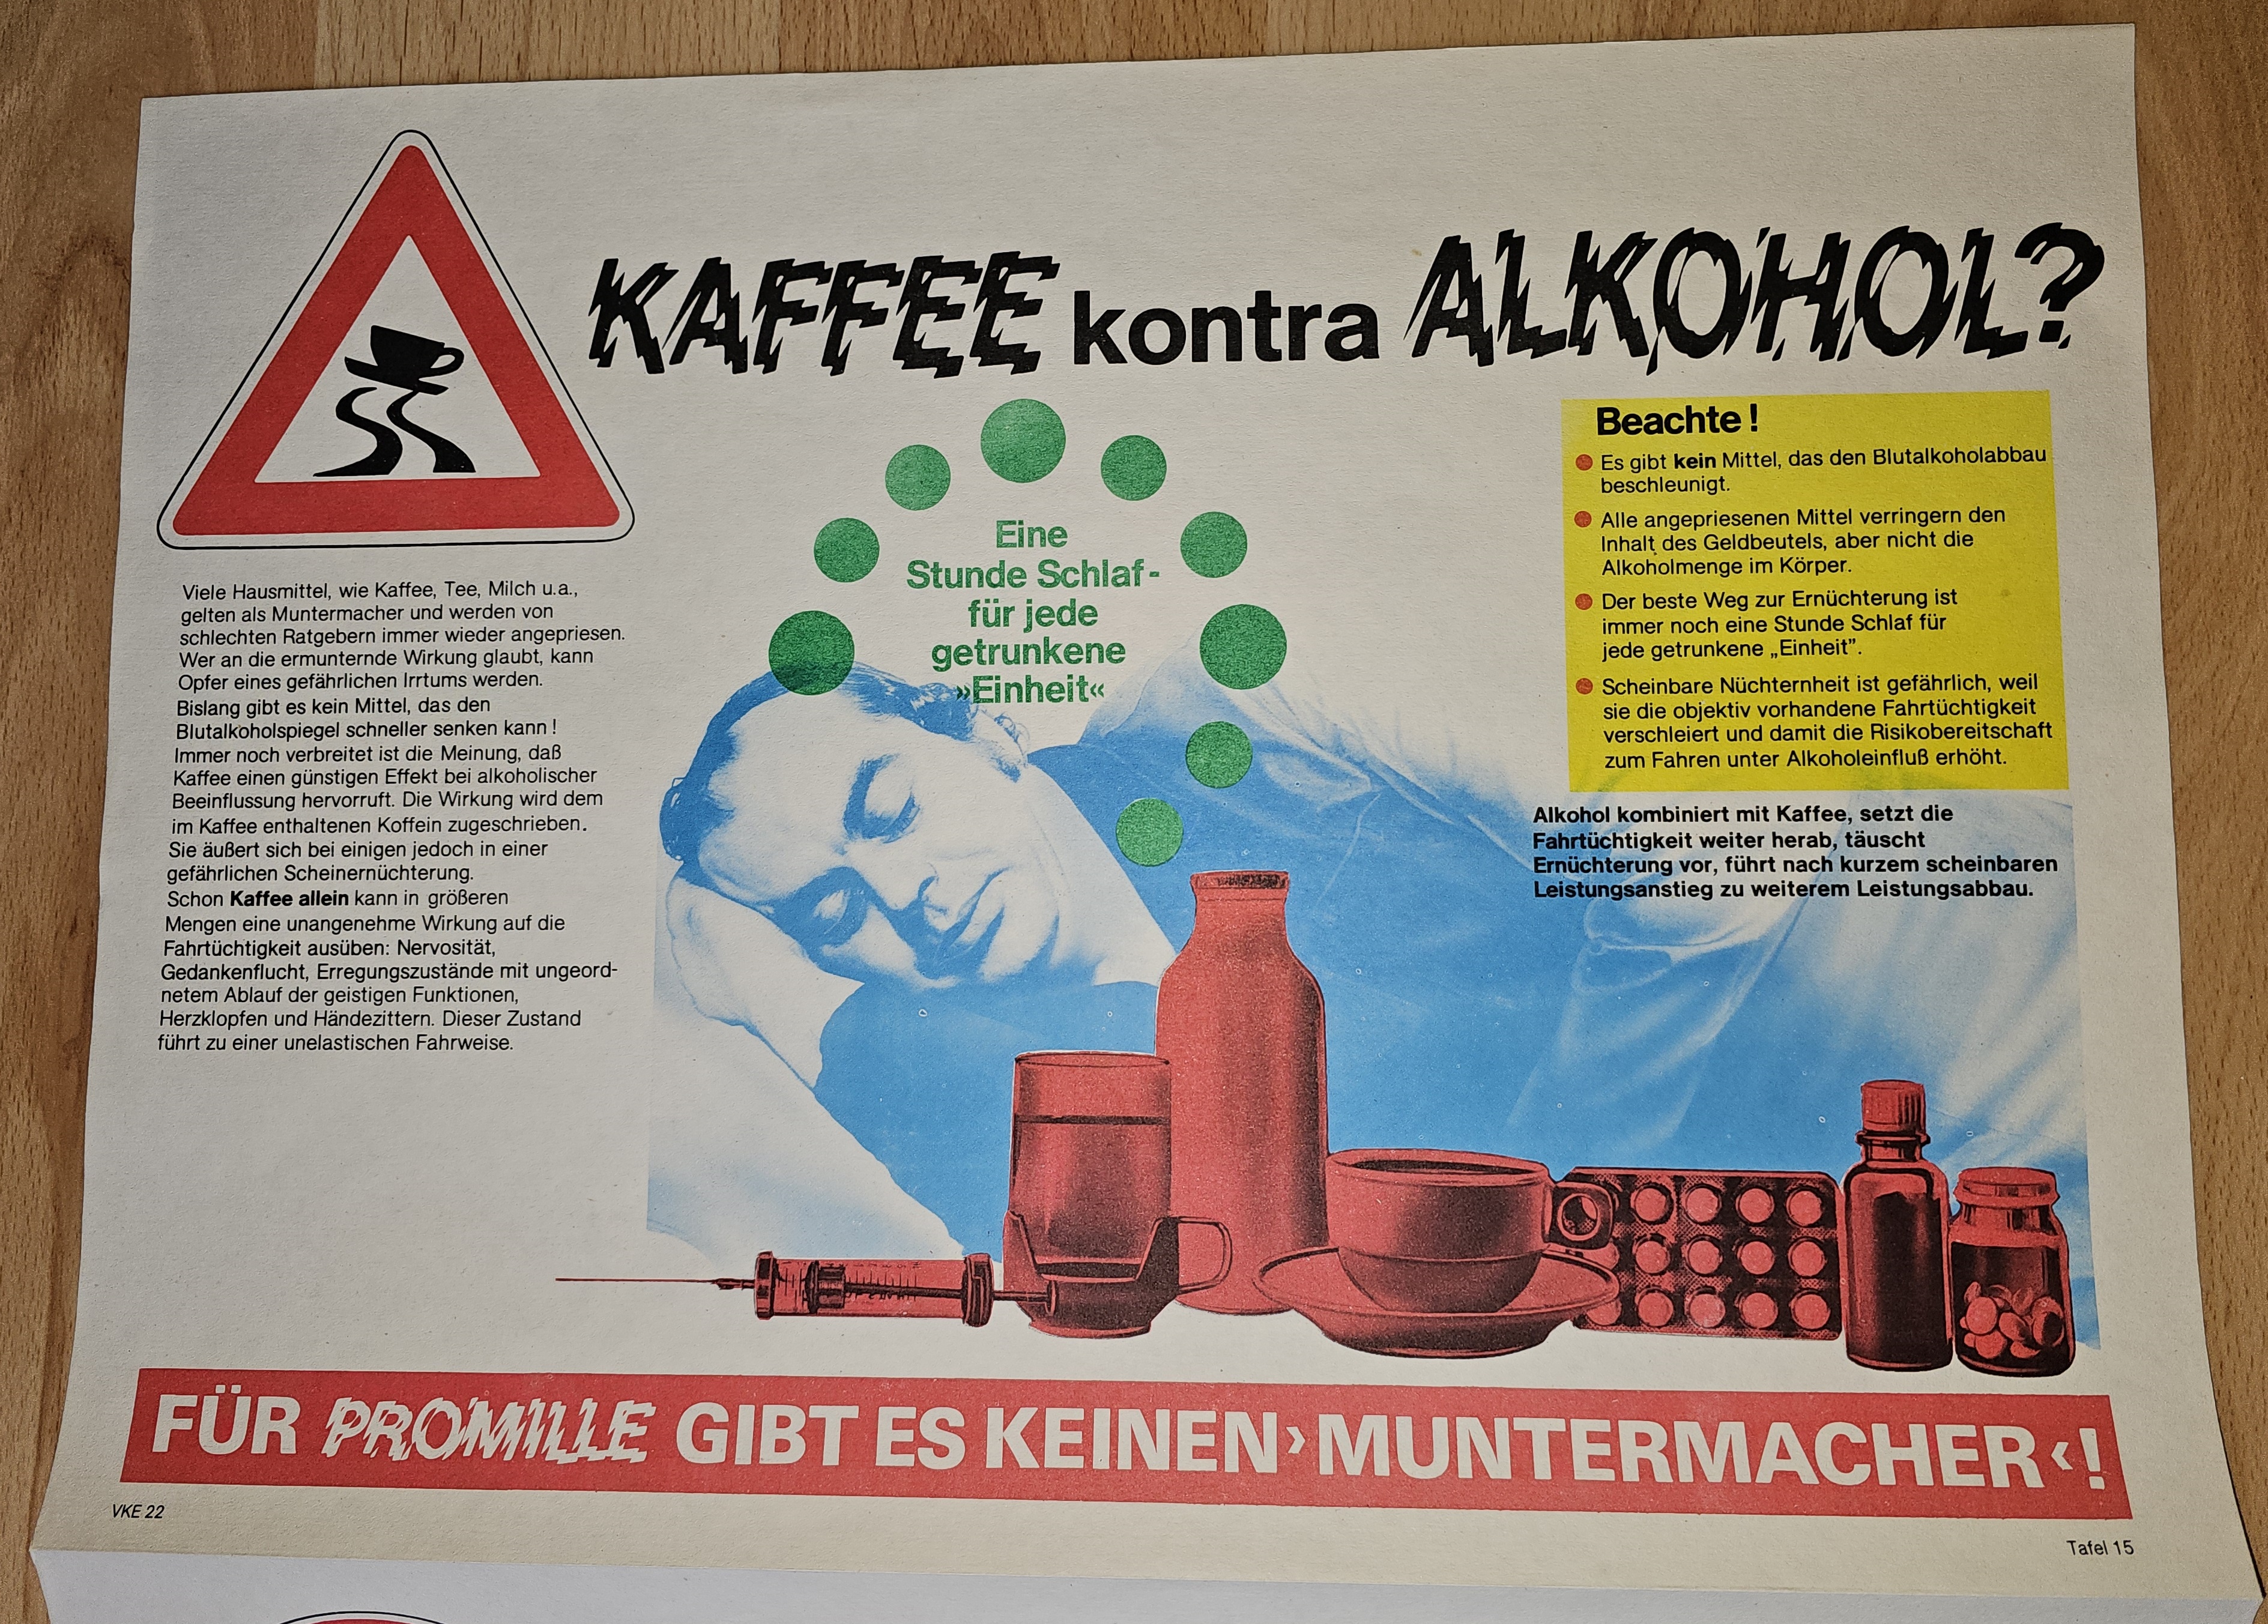 KAFFEE kontra ALKOHOL?
Viele Hausmittel, wie Kaffee, Tee, Milch u.a.,
gelten als Muntermacher und werden von
schlechten Ratgebern immer wieder angepriesen.
Wer an die ermunternde Wirkung glaubt, kann
Opfer eines gefährlichen Irrtums werden.
Bislang gibt es kein Mittel, das den
Blutalkoholspiegel schneller senken kann!
Immer noch verbreitet ist die Meinung, daß
Kaffee einen günstigen Effekt bei alkoholischer
Beeinflussung hervorruft. Die Wirkung wird dem
im Kaffee enthaltenen Koffein zugeschrieben.
Sie äußert sich bei einigen jedoch in einer
gefährlichen Scheinernüchterung.
Schon Kaffee allein kann in größeren
Mengen eine unangenehme Wirkung auf die
Fahrtüchtigkeit ausüben: Nervosität,
Gedankenflucht, Erregungszustände mit ungeord-
netem Ablauf der geistigen Funktionen,
Herzklopfen und Händezittern. Dieser Zustand
führt zu einer unelastischen Fahrweise.
Eine
Stunde Schlaf-
für jede
getrunkene
»Einheit«
Beachte!
Es gibt kein Mittel, das den Blutalkoholabbau
beschleunigt.
Alle angepriesenen Mittel verringern den
Inhalt des Geldbeutels, aber nicht die
Alkoholmenge im Körper.
Der beste Weg zur Ernüchterung ist
immer noch eine Stunde Schlaf für
jede getrunkene „Einheit”.
Scheinbare Nüchternheit ist gefährlich, weil
sie die objektiv vorhandene Fahrtüchtigkeit
verschleiert und damit die Risikobereitschaft
zum Fahren unter Alkoholeinfluß erhöht.
Alkohol kombiniert mit Kaffee, setzt die
Fahrtüchtigkeit weiter herab, täuscht
Ernüchterung vor, führt nach kurzem scheinbaren
Leistungsanstieg zu weiterem Leistungsabbau.
FÜR PROMILLE GIBT ES KEINEN ›MUNTERMACHER‹!
VKE 22
Tafel 15